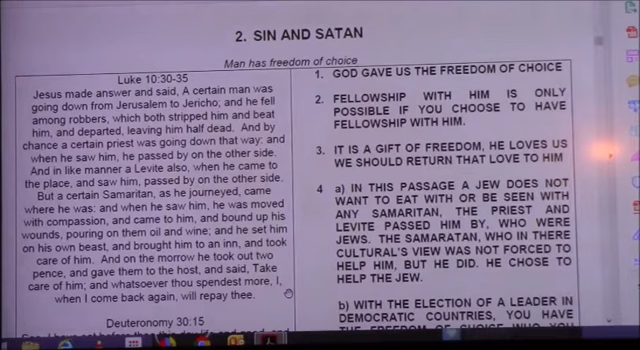 2. SIN AND SATAN
Man has freedom of choice
Luke 10:30-35
Jesus made answer and said, A certain man was
going down from Jerusalem to Jericho; and he fell
among robbers, which both stripped him and beat
him, and departed, leaving him half dead. And by
chance a certain priest was going down that way: and
when he saw him, he passed by on the other side.
And in like manner a Levite also, when he came to
the place, and saw him, passed by on the other side.
But a certain Samaritan, as he journeyed, came
where he was: and when he saw him, he was moved
with compassion, and came to him, and bound up his
wounds, pouring on them oil and wine; and he set him
on his own beast, and brought him to an inn, and took
care of him. And on the morrow he took out two
pence, and gave them to the host, and said, Take
care of him; and whatsoever thou spendest more, I,
when I come back again, will repay thee.
Deuteronomy 30:15
1. GOD GAVE US THE FREEDOM OF CHOICE
2. FELLOWSHIP WITH HIM IS ONLY
POSSIBLE IF YOU CHOOSE TO HAVE
FELLOWSHIP WITH HIM.
3. IT IS A GIFT OF FREEDOM, HE LOVES US
WE SHOULD RETURN THAT LOVE TO HIM
4 a) IN THIS PASSAGE A JEW DOES NOT
WANT TO EAT WITH OR BE SEEN WITH
ANY SAMARITAN, THE PRIEST AND
LEVITE PASSED HIM BY, WHO WERE
JEWS. THE SAMARATAN, WHO IN THERE
CULTURAL'S VIEW WAS NOT FORCED TO
HELP HIM, BUT HE DID. HE CHOSE TO
HELP THE JEW.
b) WITH THE ELECTION OF A LEADER IN
DEMOCRATIC COUNTRIES, YOU HAVE
THE FREEDOM OF CHOICE WHO YOU